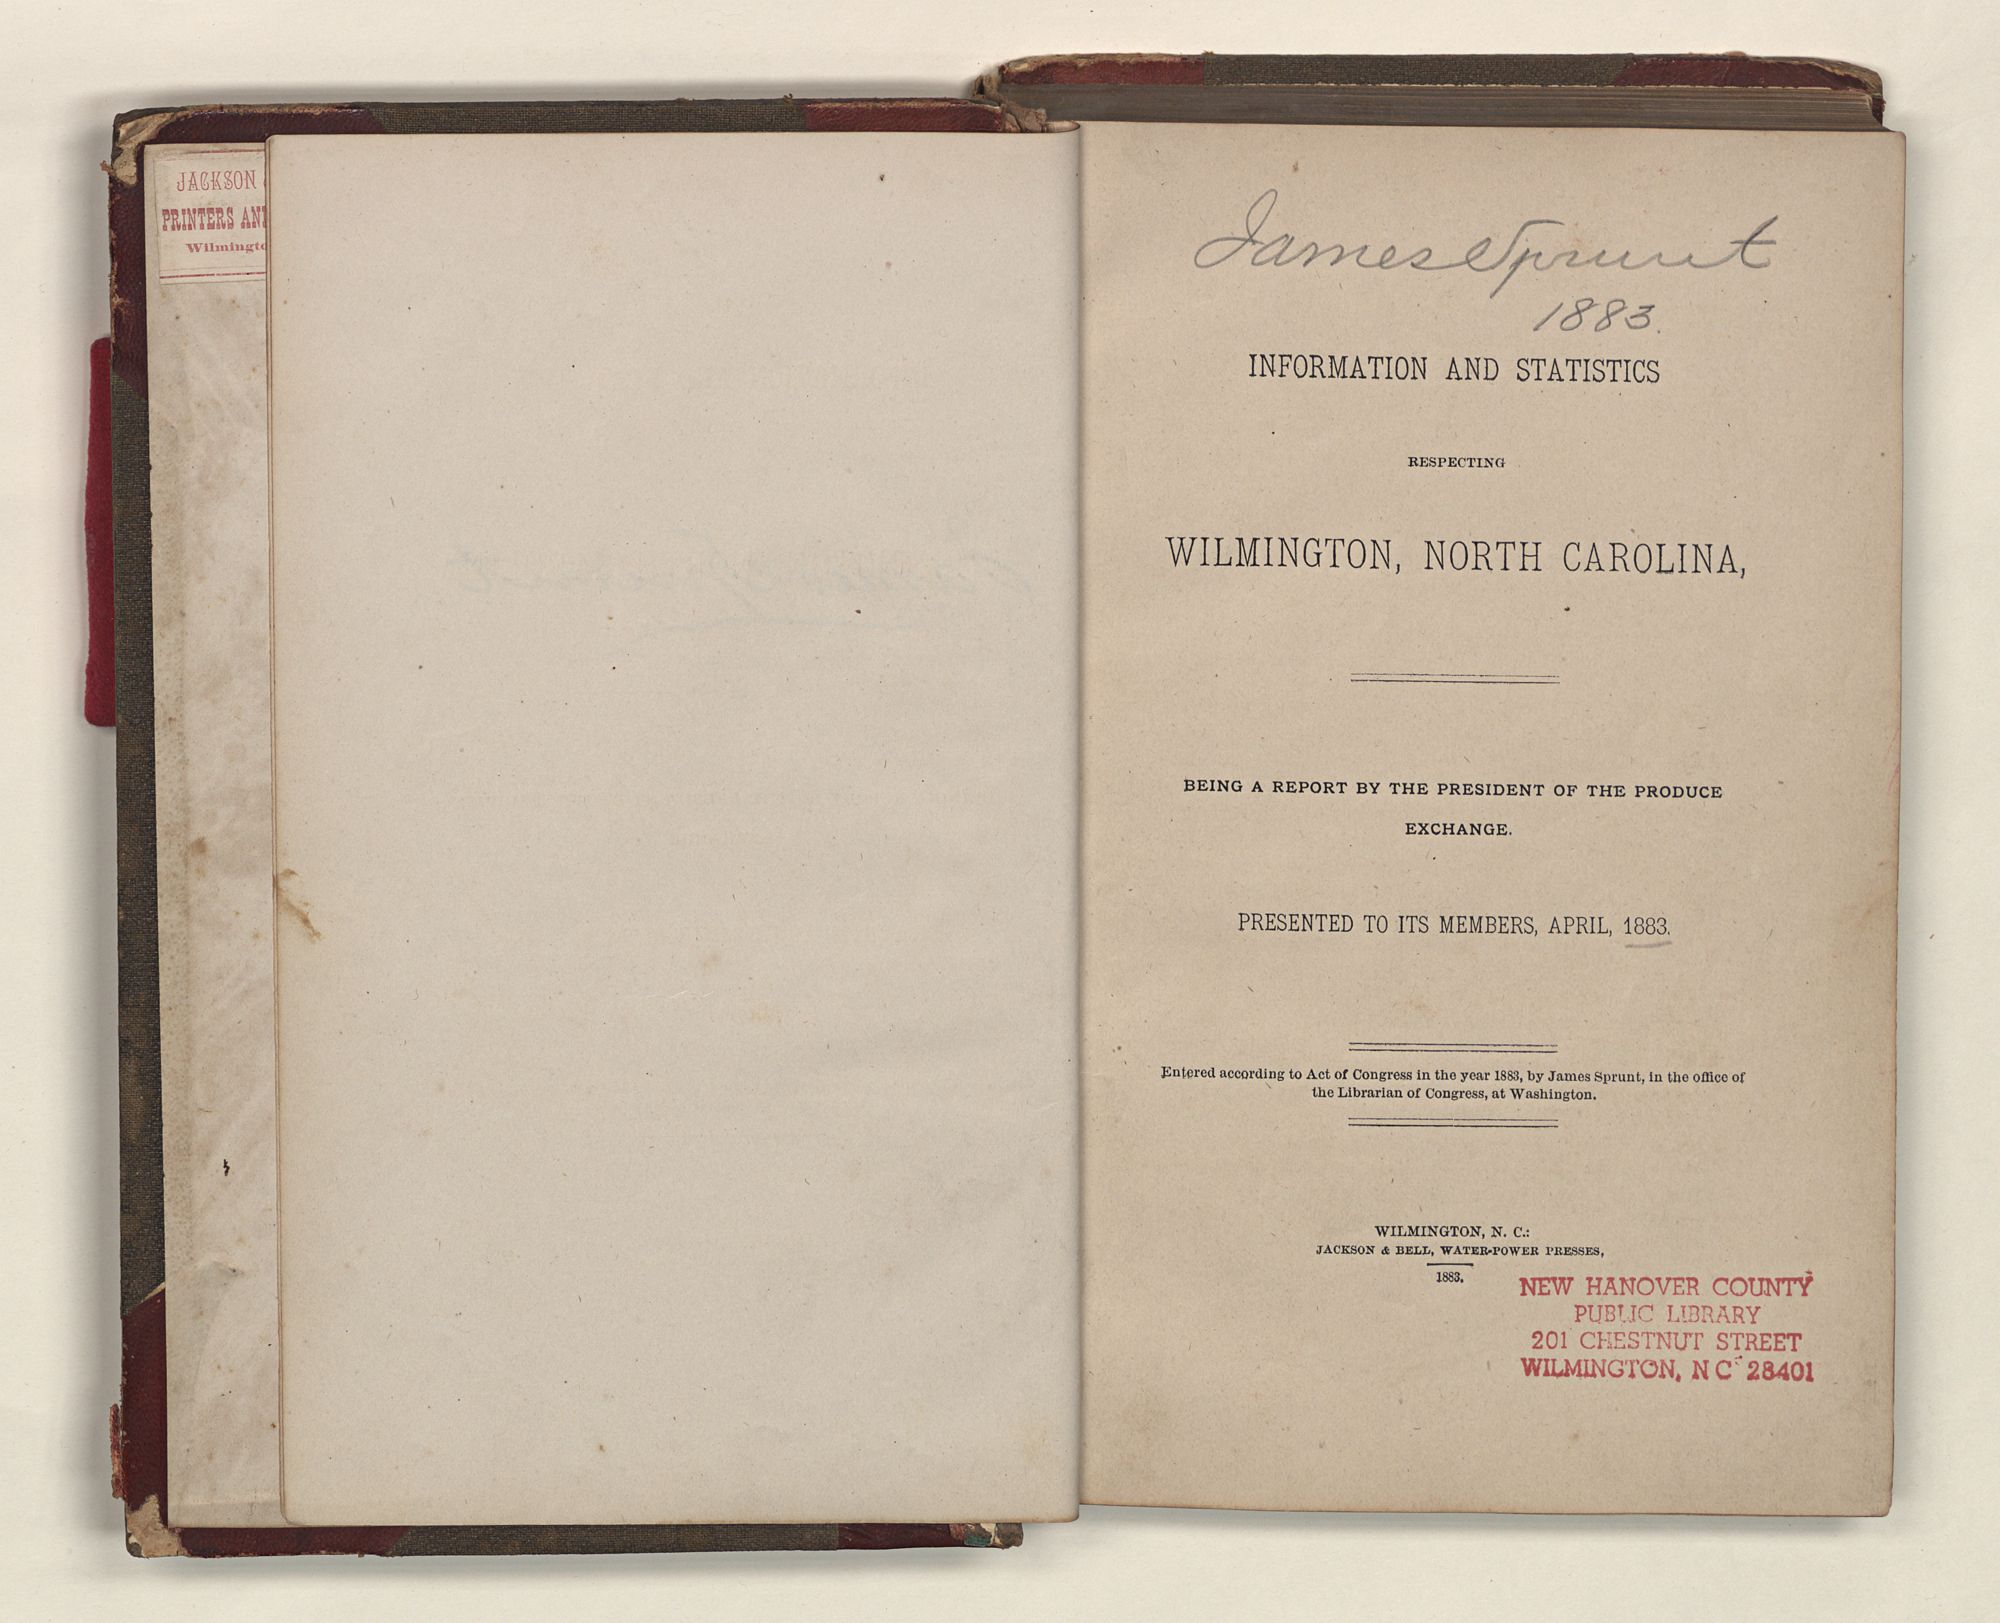 JACKSON
PRINTERS AND
Wilmingto
James Sprunt
1883.
INFORMATION AND STATISTICS
RESPECTING
WILMINGTON, NORTH CAROLINA,
BEING A REPORT BY THE PRESIDENT OF THE PRODUCE
EXCHANGE.
PRESENTED TO ITS MEMBERS, APRIL, 1883.
Entered according to Act of Congress in the year 1883, by James Sprunt, in the office of
the Librarian of Congress, at Washington.
WILMINGTON, N. C.:
JACKSON & BELL, WATER-POWER PRESSES,
1883.
NEW HANOVER COUNTY
PUBLIC LIBRARY
201 CHESTNUT STREET
WILMINGTON, N C 28401